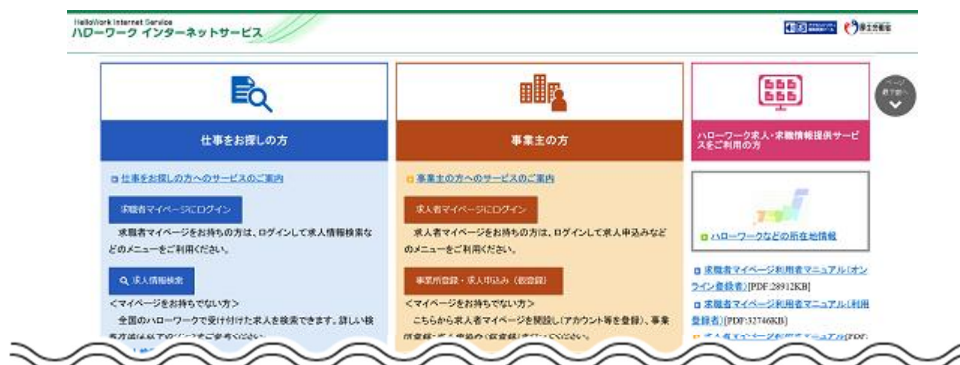 HelloWork Internet Service
ハローワーク インターネットサービス
厚生労働省
仕事をお探しの方
仕事をお探しの方へのサービスのご案内
求職者マイページにログイン
求職者マイページをお持ちの方は、ログインして求人情報検索な
どのメニューをご利用ください。
求人情報検索
＜マイページをお持ちでない方＞
全国のハローワークで受け付けた求人を検索できます。詳しい検
事業主の方
事業主の方へのサービスのご案内
求人者マイページにログイン
求人者マイページをお持ちの方は、ログインして求人申込みなど
のメニューをご利用ください。
事業所登録・求人申込み（仮登録）
＜マイページをお持ちでない方＞
こちらから求人者マイページを開設し（アカウント等を登録）、事業
ハローワーク求人・求職情報提供サービ
スをご利用の方
ハローワークなどの所在地情報
求職者マイページ利用者マニュアル（オン
ライン登録者）[PDF:28912KB]
求職者マイページ利用者マニュアル（利用
登録者）[PDF:32746KB]
ページ
最下部へ